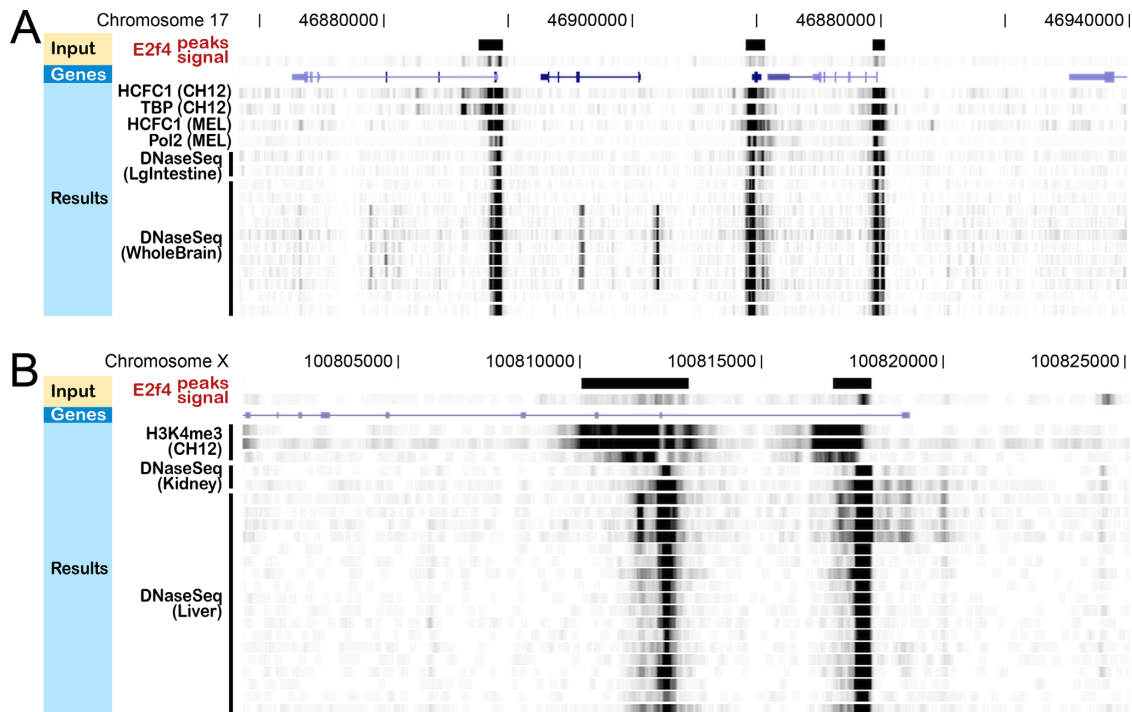 A
Chromosome 17 | 46880000 | | 46900000 | | 46880000 | | 46940000 |
Input
E2f4 peaks signal
Genes
HCFC1 (CH12)
TBP (CH12)
HCFC1 (MEL)
Pol2 (MEL)
DNaseSeq
(LgIntestine)
Results
DNaseSeq
(WholeBrain)
B
Chromosome X 100805000 | 100810000 | 100815000 | 100820000 | 100825000 |
Input
E2f4 peaks signal
Genes
H3K4me3
(CH12)
DNaseSeq
(Kidney)
Results
DNaseSeq
(Liver)